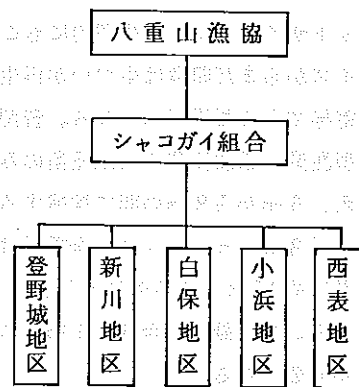 八重山漁協
シャコガイ組合
登野城地区
新川地区
白保地区
小浜地区
西表地区